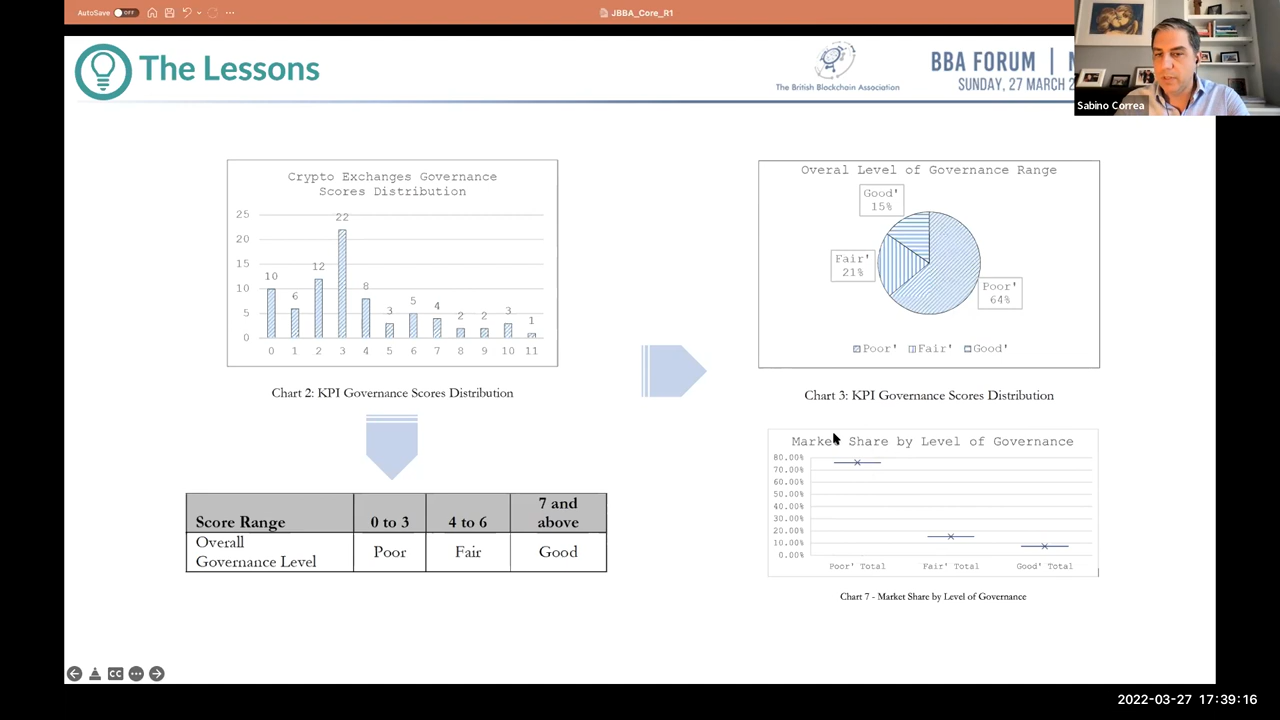 AutoSave OFF
JBBA_Core_R1
The Lessons
The British Blockchain Association
BBA FORUM |
SUNDAY, 27 MARCH 2
Sabino Correa
Crypto Exchanges Governance
Scores Distribution
25
20
15
10
5
0
10
6
12
22
8
3
5
4
2
2
3
1
0 1 2 3 4 5 6 7 8 9 10 11
Chart 2: KPI Governance Scores Distribution
Score Range 0 to 3 4 to 6 7 and above
Overall Governance Level Poor Fair Good
Overal Level of Governance Range
Good'
15%
Fair'
21%
Poor'
64%
Poor' Fair' Good'
Chart 3: KPI Governance Scores Distribution
Market Share by Level of Governance
80.00%
70.00%
60.00%
50.00%
40.00%
30.00%
20.00%
10.00%
0.00%
Poor' Total Fair' Total Good' Total
Chart 7 - Market Share by Level of Governance
CC
2022-03-27 17:39:16